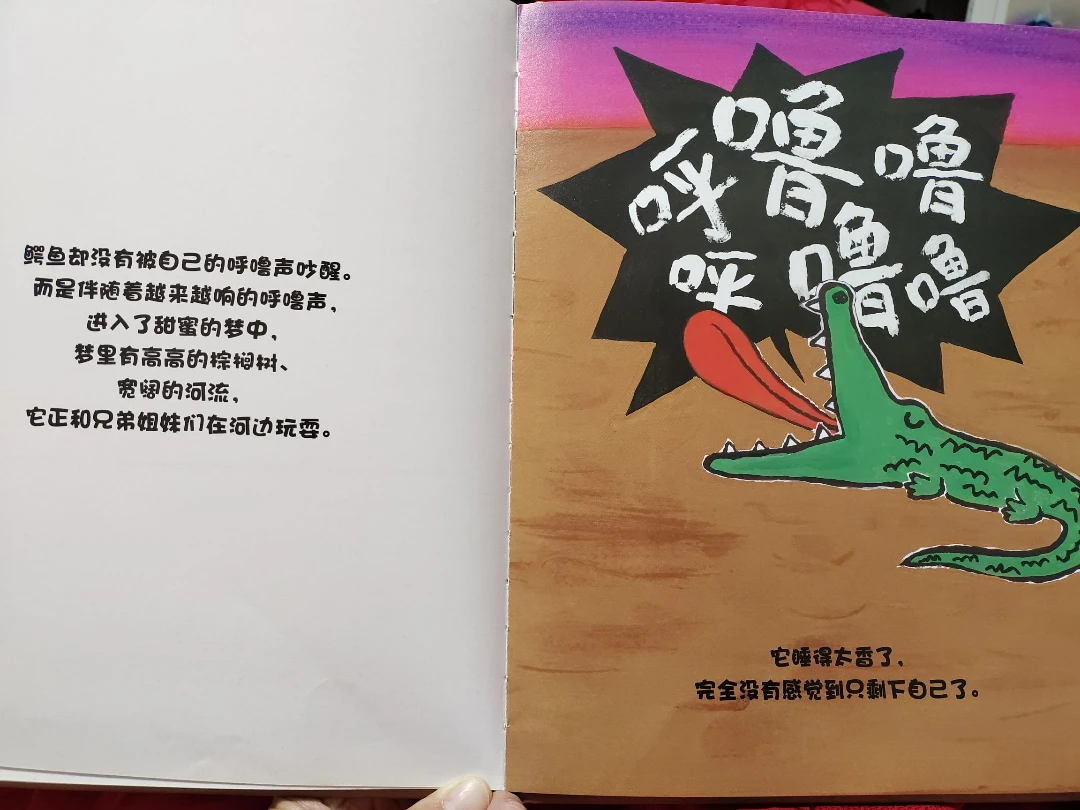 鳄鱼却没有被自己的呼噜声吵醒。
而是伴随着越来越响的呼噜声，
进入了甜蜜的梦中，
梦里有高高的棕榈树、
宽阔的河流，
它正和兄弟姐妹们在河边玩耍。
呼噜噜
呼噜噜
它睡得太香了，
完全没有感觉到只剩下自己了。